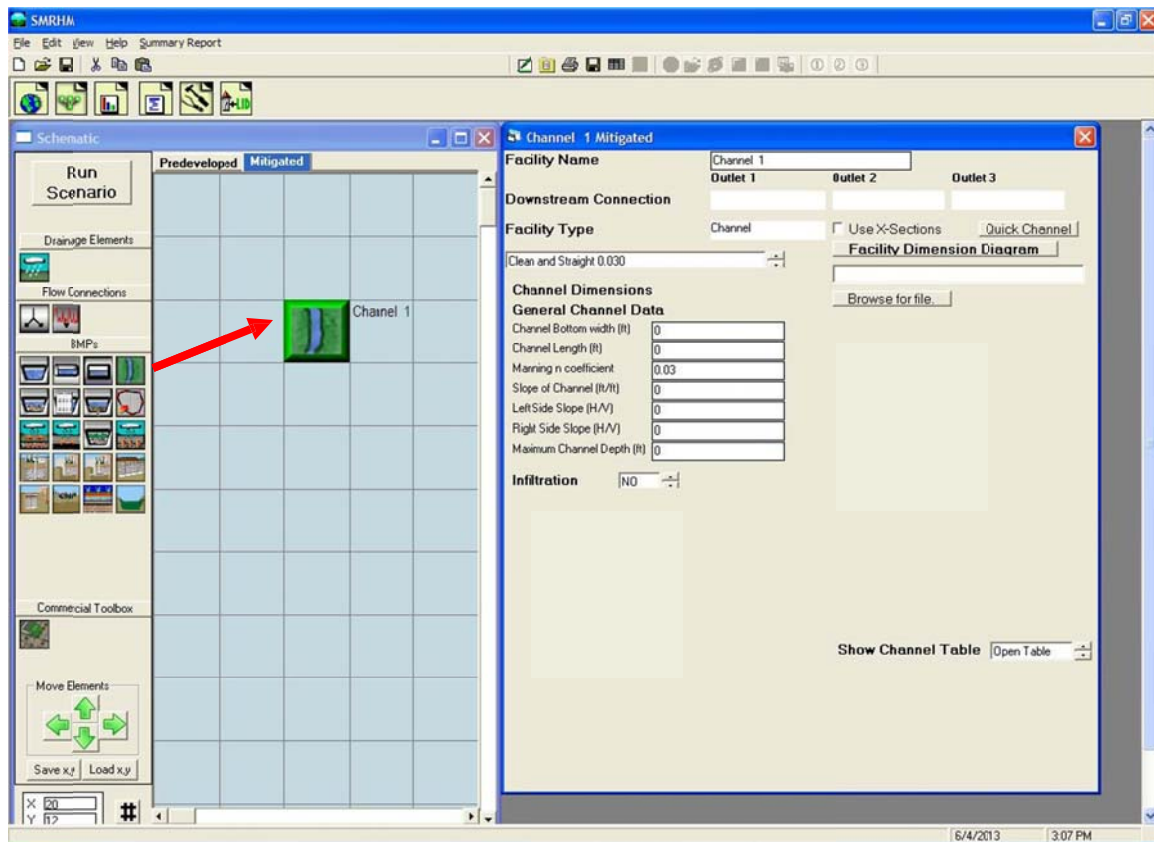 SMRHM
File Edit View Help Summary Report
Schematic
Run
Scenario
Predeveloped Mitigated
Drainage Elements
Flow Connections
BMPs
Channel 1
Commercial Toolbox
Move Elements
Save x,y Load x,y
X 20
Y 12
#
Channel 1 Mitigated
Facility Name Channel 1
Outlet 1 Outlet 2 Outlet 3
Downstream Connection
Facility Type Channel Use X-Sections Quick Channel
Facility Dimension Diagram
Clean and Straight 0.030
Browse for file.
Channel Dimensions
General Channel Data
Channel Bottom width (ft) 0
Channel Length (ft) 0
Manning n coefficient 0.03
Slope of Channel (ft/ft) 0
Left Side Slope (H/V) 0
Right Side Slope (H/V) 0
Maximum Channel Depth (ft) 0
Infiltration NO
Show Channel Table Open Table
6/4/2013 3:07 PM